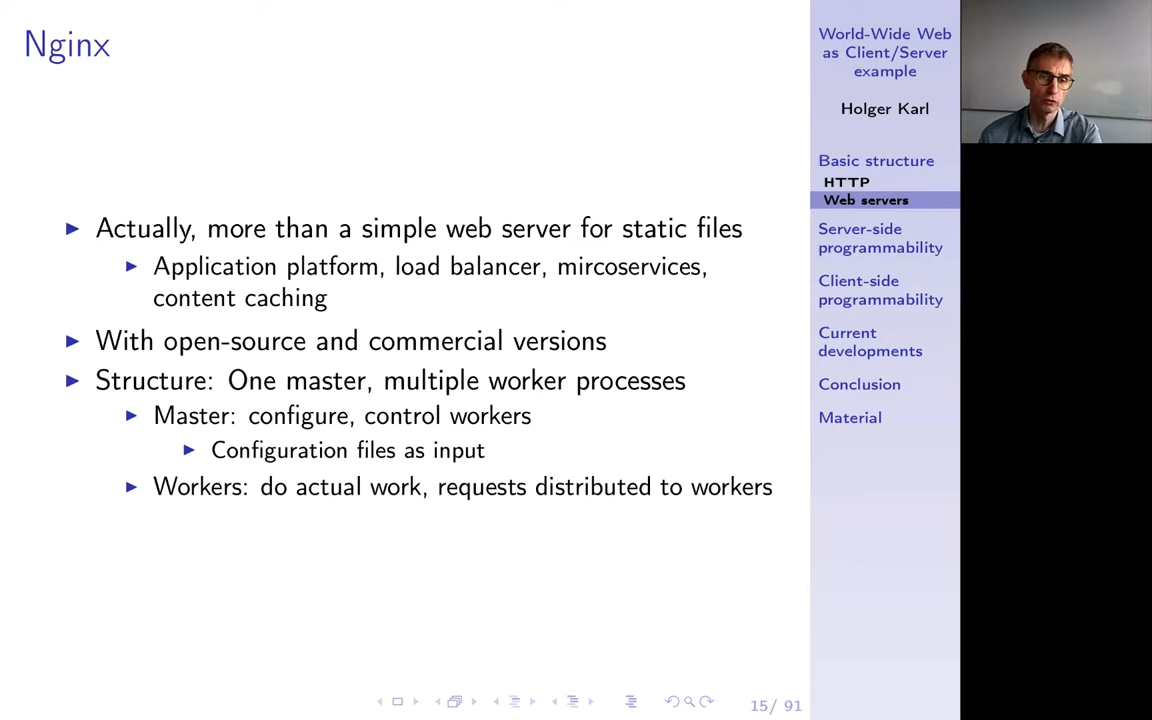 Nginx
Actually, more than a simple web server for static files
Application platform, load balancer, mircoservices,
content caching
With open-source and commercial versions
Structure: One master, multiple worker processes
Master: configure, control workers
Configuration files as input
Workers: do actual work, requests distributed to workers
15/ 91
World-Wide Web
as Client/Server
example
Holger Karl
Basic structure
HTTP
Web servers
Server-side
programmability
Client-side
programmability
Current
developments
Conclusion
Material